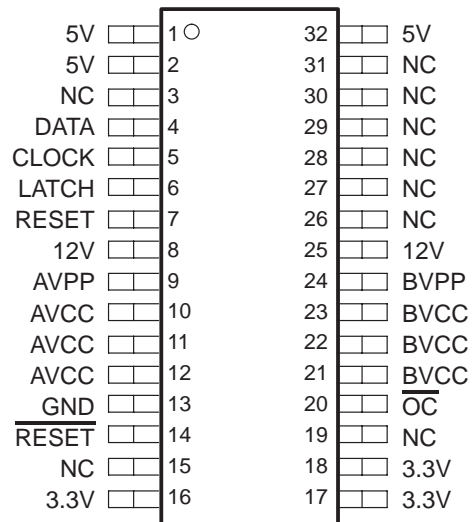 5V 1 32 5V
5V 2 31 NC
NC 3 30 NC
DATA 4 29 NC
CLOCK 5 28 NC
LATCH 6 27 NC
RESET 7 26 NC
12V 8 25 12V
AVPP 9 24 BVPP
AVCC 10 23 BVCC
AVCC 11 22 BVCC
AVCC 12 21 BVCC
GND 13 20 O̅C̅
R̅E̅S̅E̅T̅ 14 19 NC
NC 15 18 3.3V
3.3V 16 17 3.3V